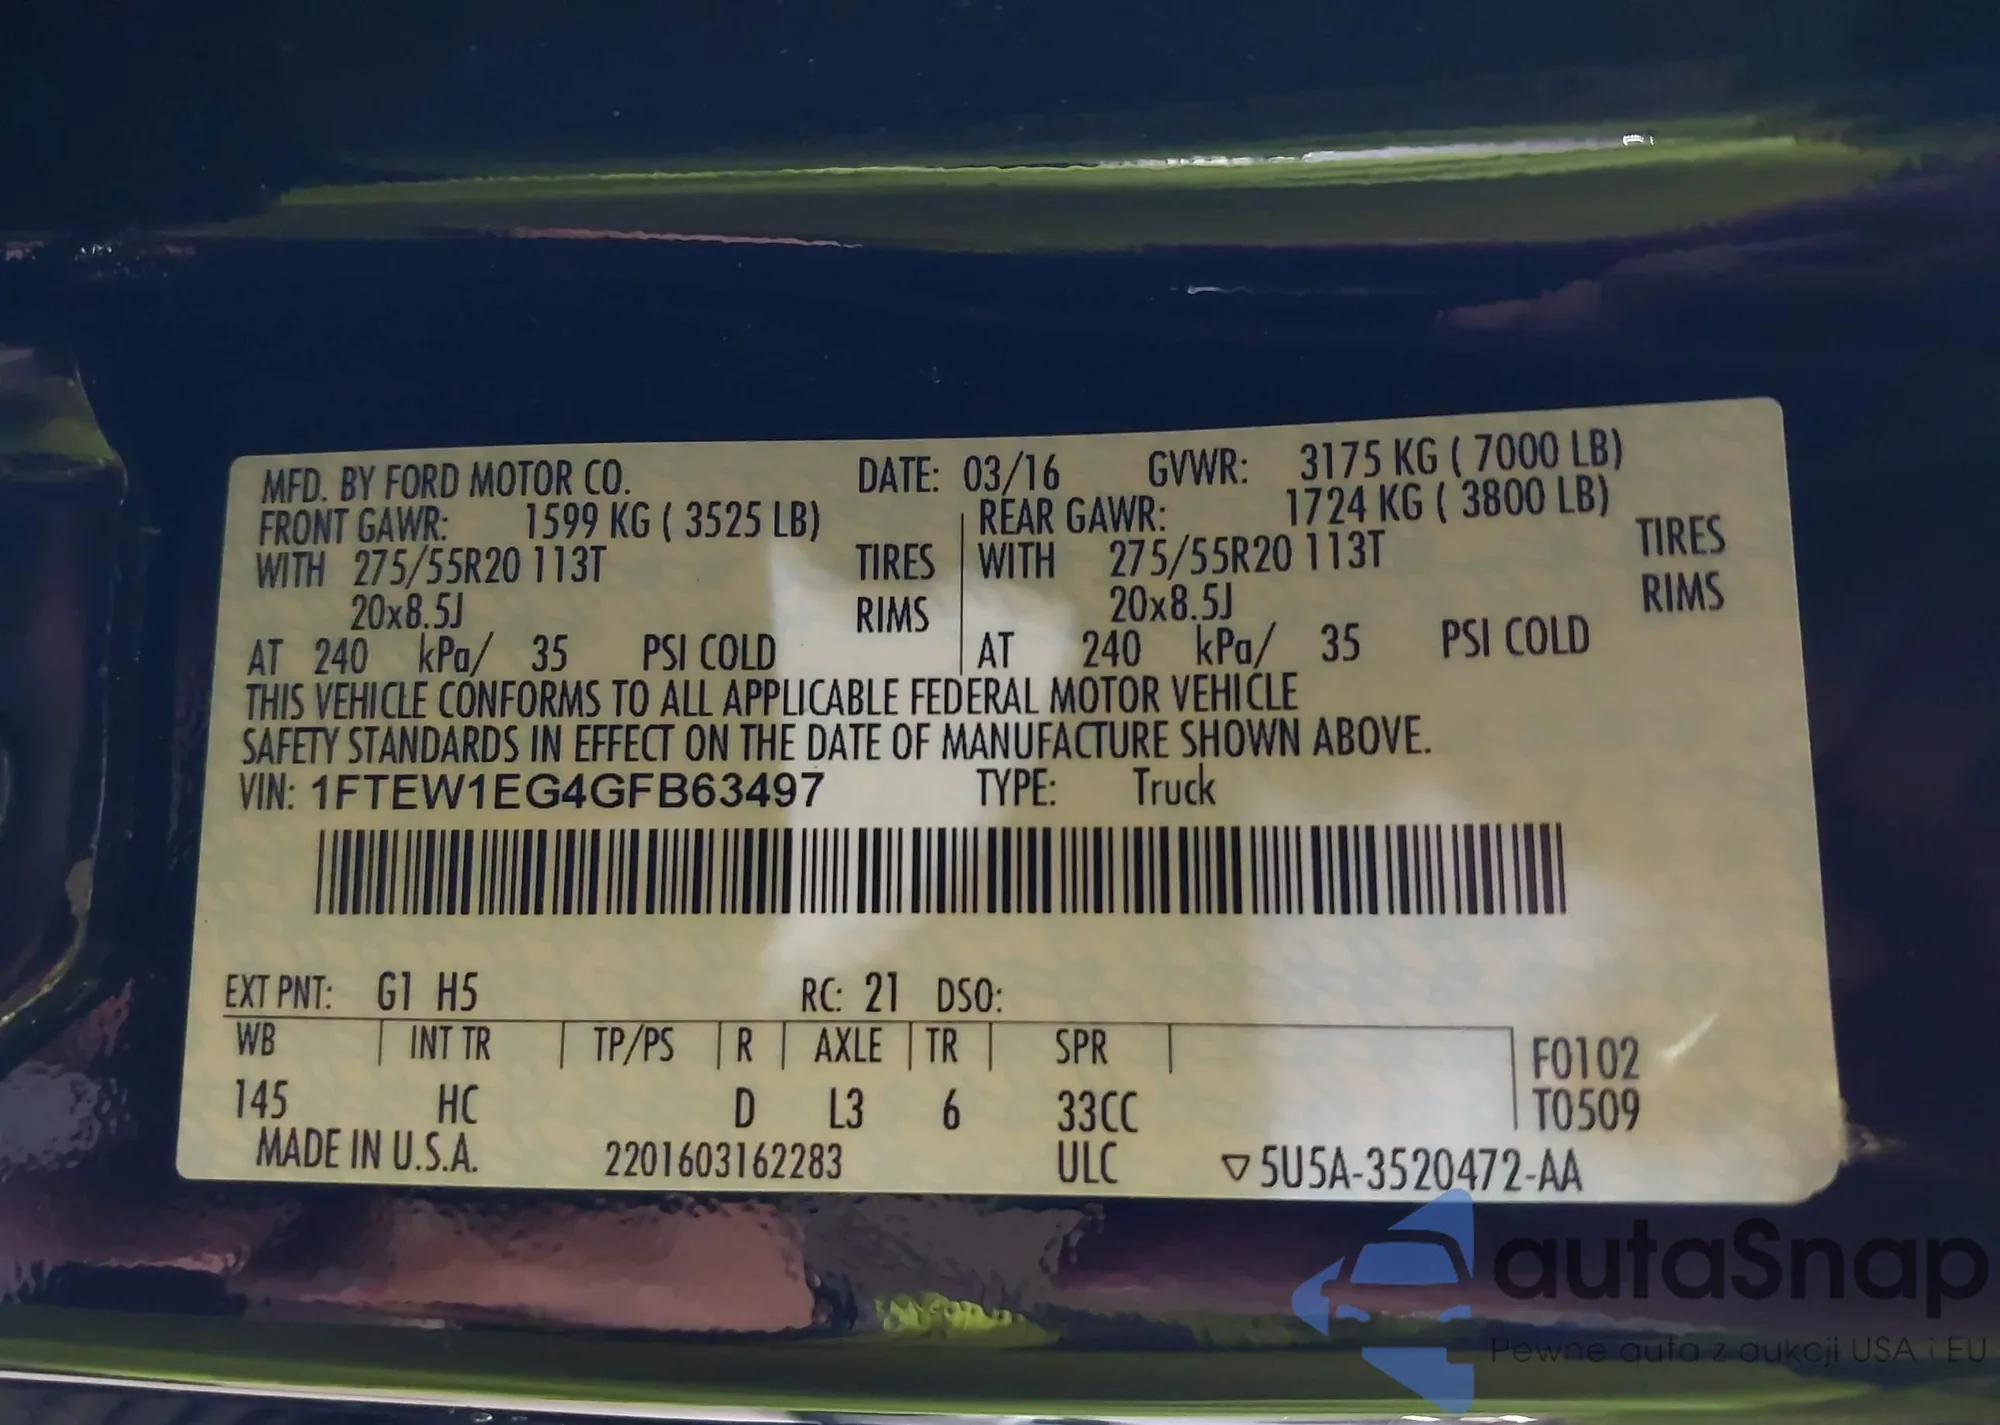 MFD. BY FORD MOTOR CO. DATE: 03/16 GVWR: 3175 KG ( 7000 LB)
FRONT GAWR: 1599 KG ( 3525 LB) REAR GAWR: 1724 KG ( 3800 LB)
WITH 275/55R20 113T TIRES WITH 275/55R20 113T TIRES
20x8.5J RIMS 20x8.5J RIMS
AT 240 kPa/ 35 PSI COLD AT 240 kPa/ 35 PSI COLD
THIS VEHICLE CONFORMS TO ALL APPLICABLE FEDERAL MOTOR VEHICLE
SAFETY STANDARDS IN EFFECT ON THE DATE OF MANUFACTURE SHOWN ABOVE.
VIN: 1FTEW1EG4GFB63497 TYPE: Truck
EXT PNT: G1 H5 RC: 21 DSO:
WB INT TR TP/PS R AXLE TR SPR F0102
145 HC D L3 6 33CC T0509
MADE IN U.S.A. 2201603162283 ULC ▽5U5A-3520472-AA
autaSnap
Pewne auta z aukcji USA i EU